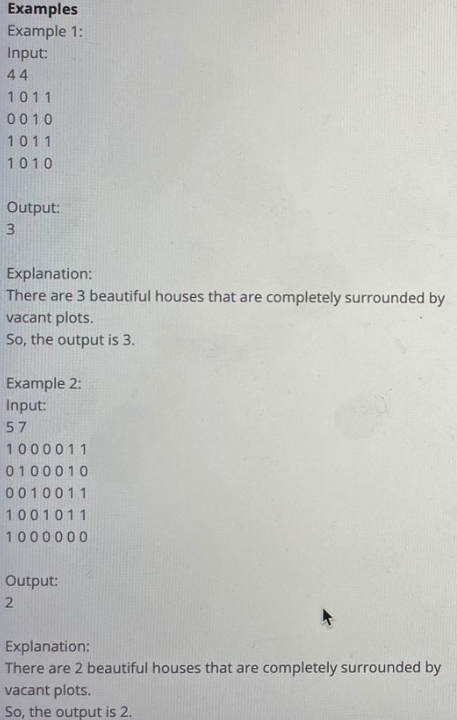 Examples
Example 1:
Input:
4 4
1 0 1 1
0 0 1 0
1 0 1 1
1 0 1 0
Output:
3
Explanation:
There are 3 beautiful houses that are completely surrounded by
vacant plots.
So, the output is 3.
Example 2:
Input:
5 7
1 0 0 0 0 1 1
0 1 0 0 0 1 0
0 0 1 0 0 1 1
1 0 0 1 0 1 1
1 0 0 0 0 0 0
Output:
2
Explanation:
There are 2 beautiful houses that are completely surrounded by
vacant plots.
So, the output is 2.